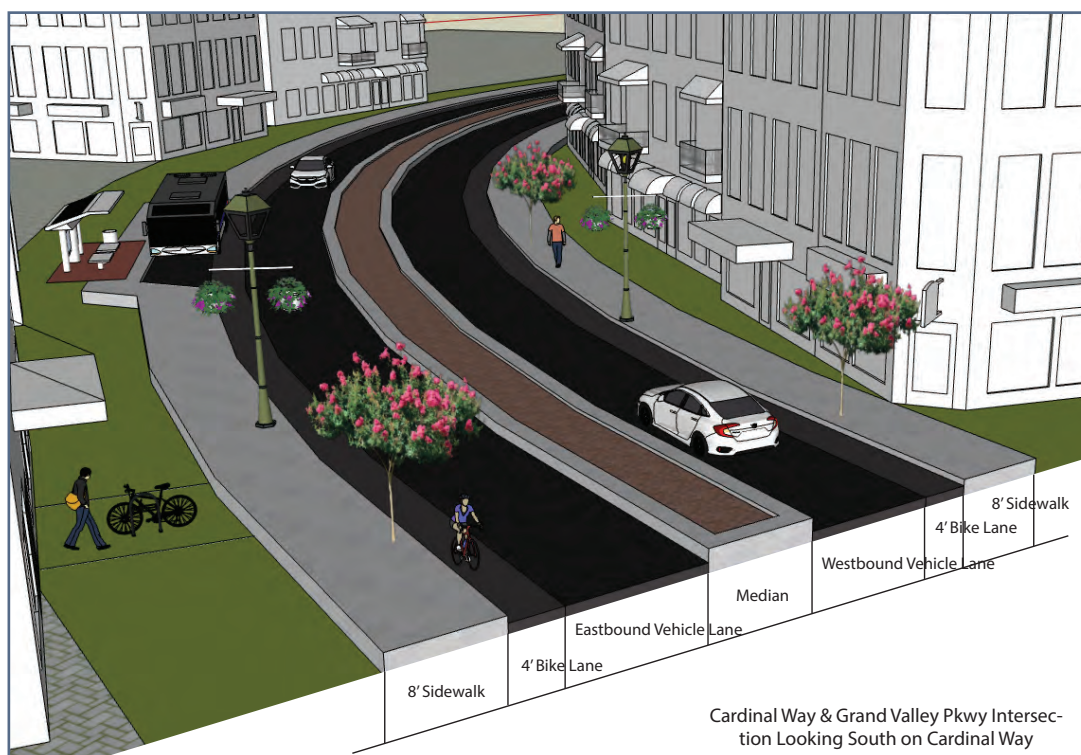 8' Sidewalk
4' Bike Lane
Eastbound Vehicle Lane
Median
Westbound Vehicle Lane
4' Bike Lane
8' Sidewalk
Cardinal Way & Grand Valley Pkwy Intersec-
tion Looking South on Cardinal Way